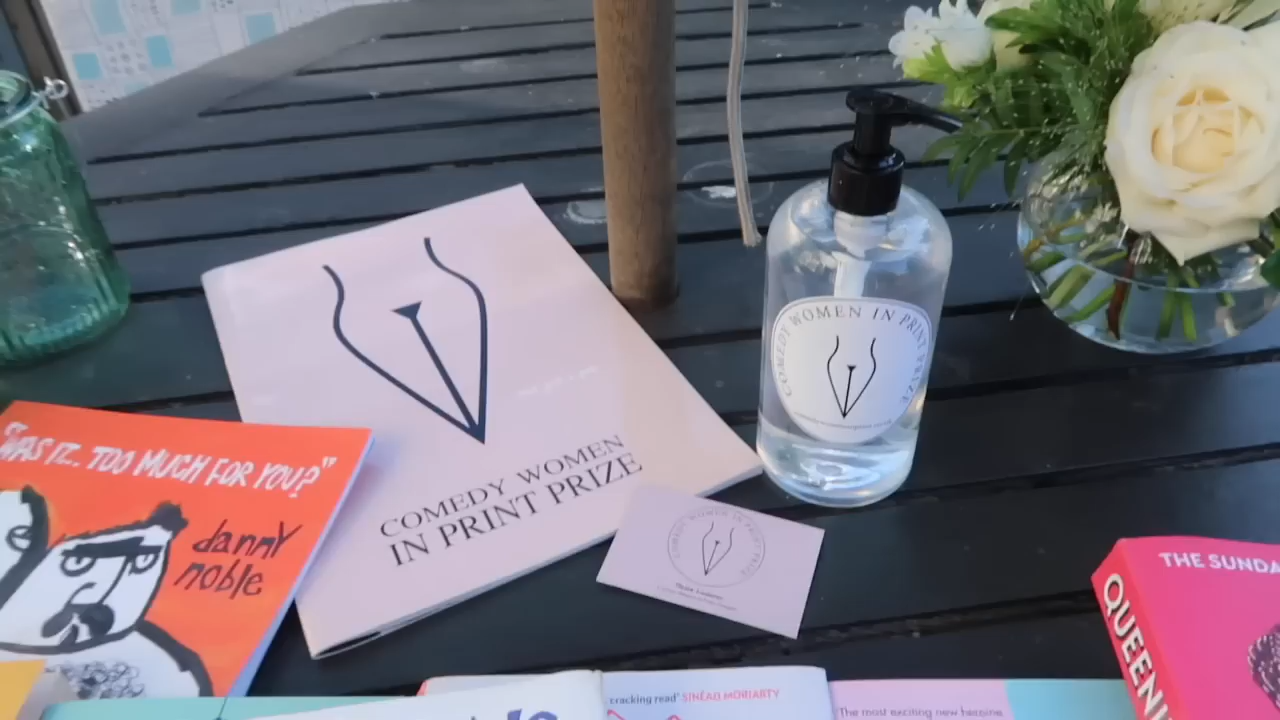 "WAS IT.. TOO MUCH FOR YOU?"
danny
noble
COMEDY WOMEN
IN PRINT PRIZE
COMEDY WOMEN IN PRINT PRIZE
COMEDY WOMEN IN PRINT PRIZE
cracking read' SINÉAD MORIARTY
The most exciting new heroine
THE SUNDA
QUEENI